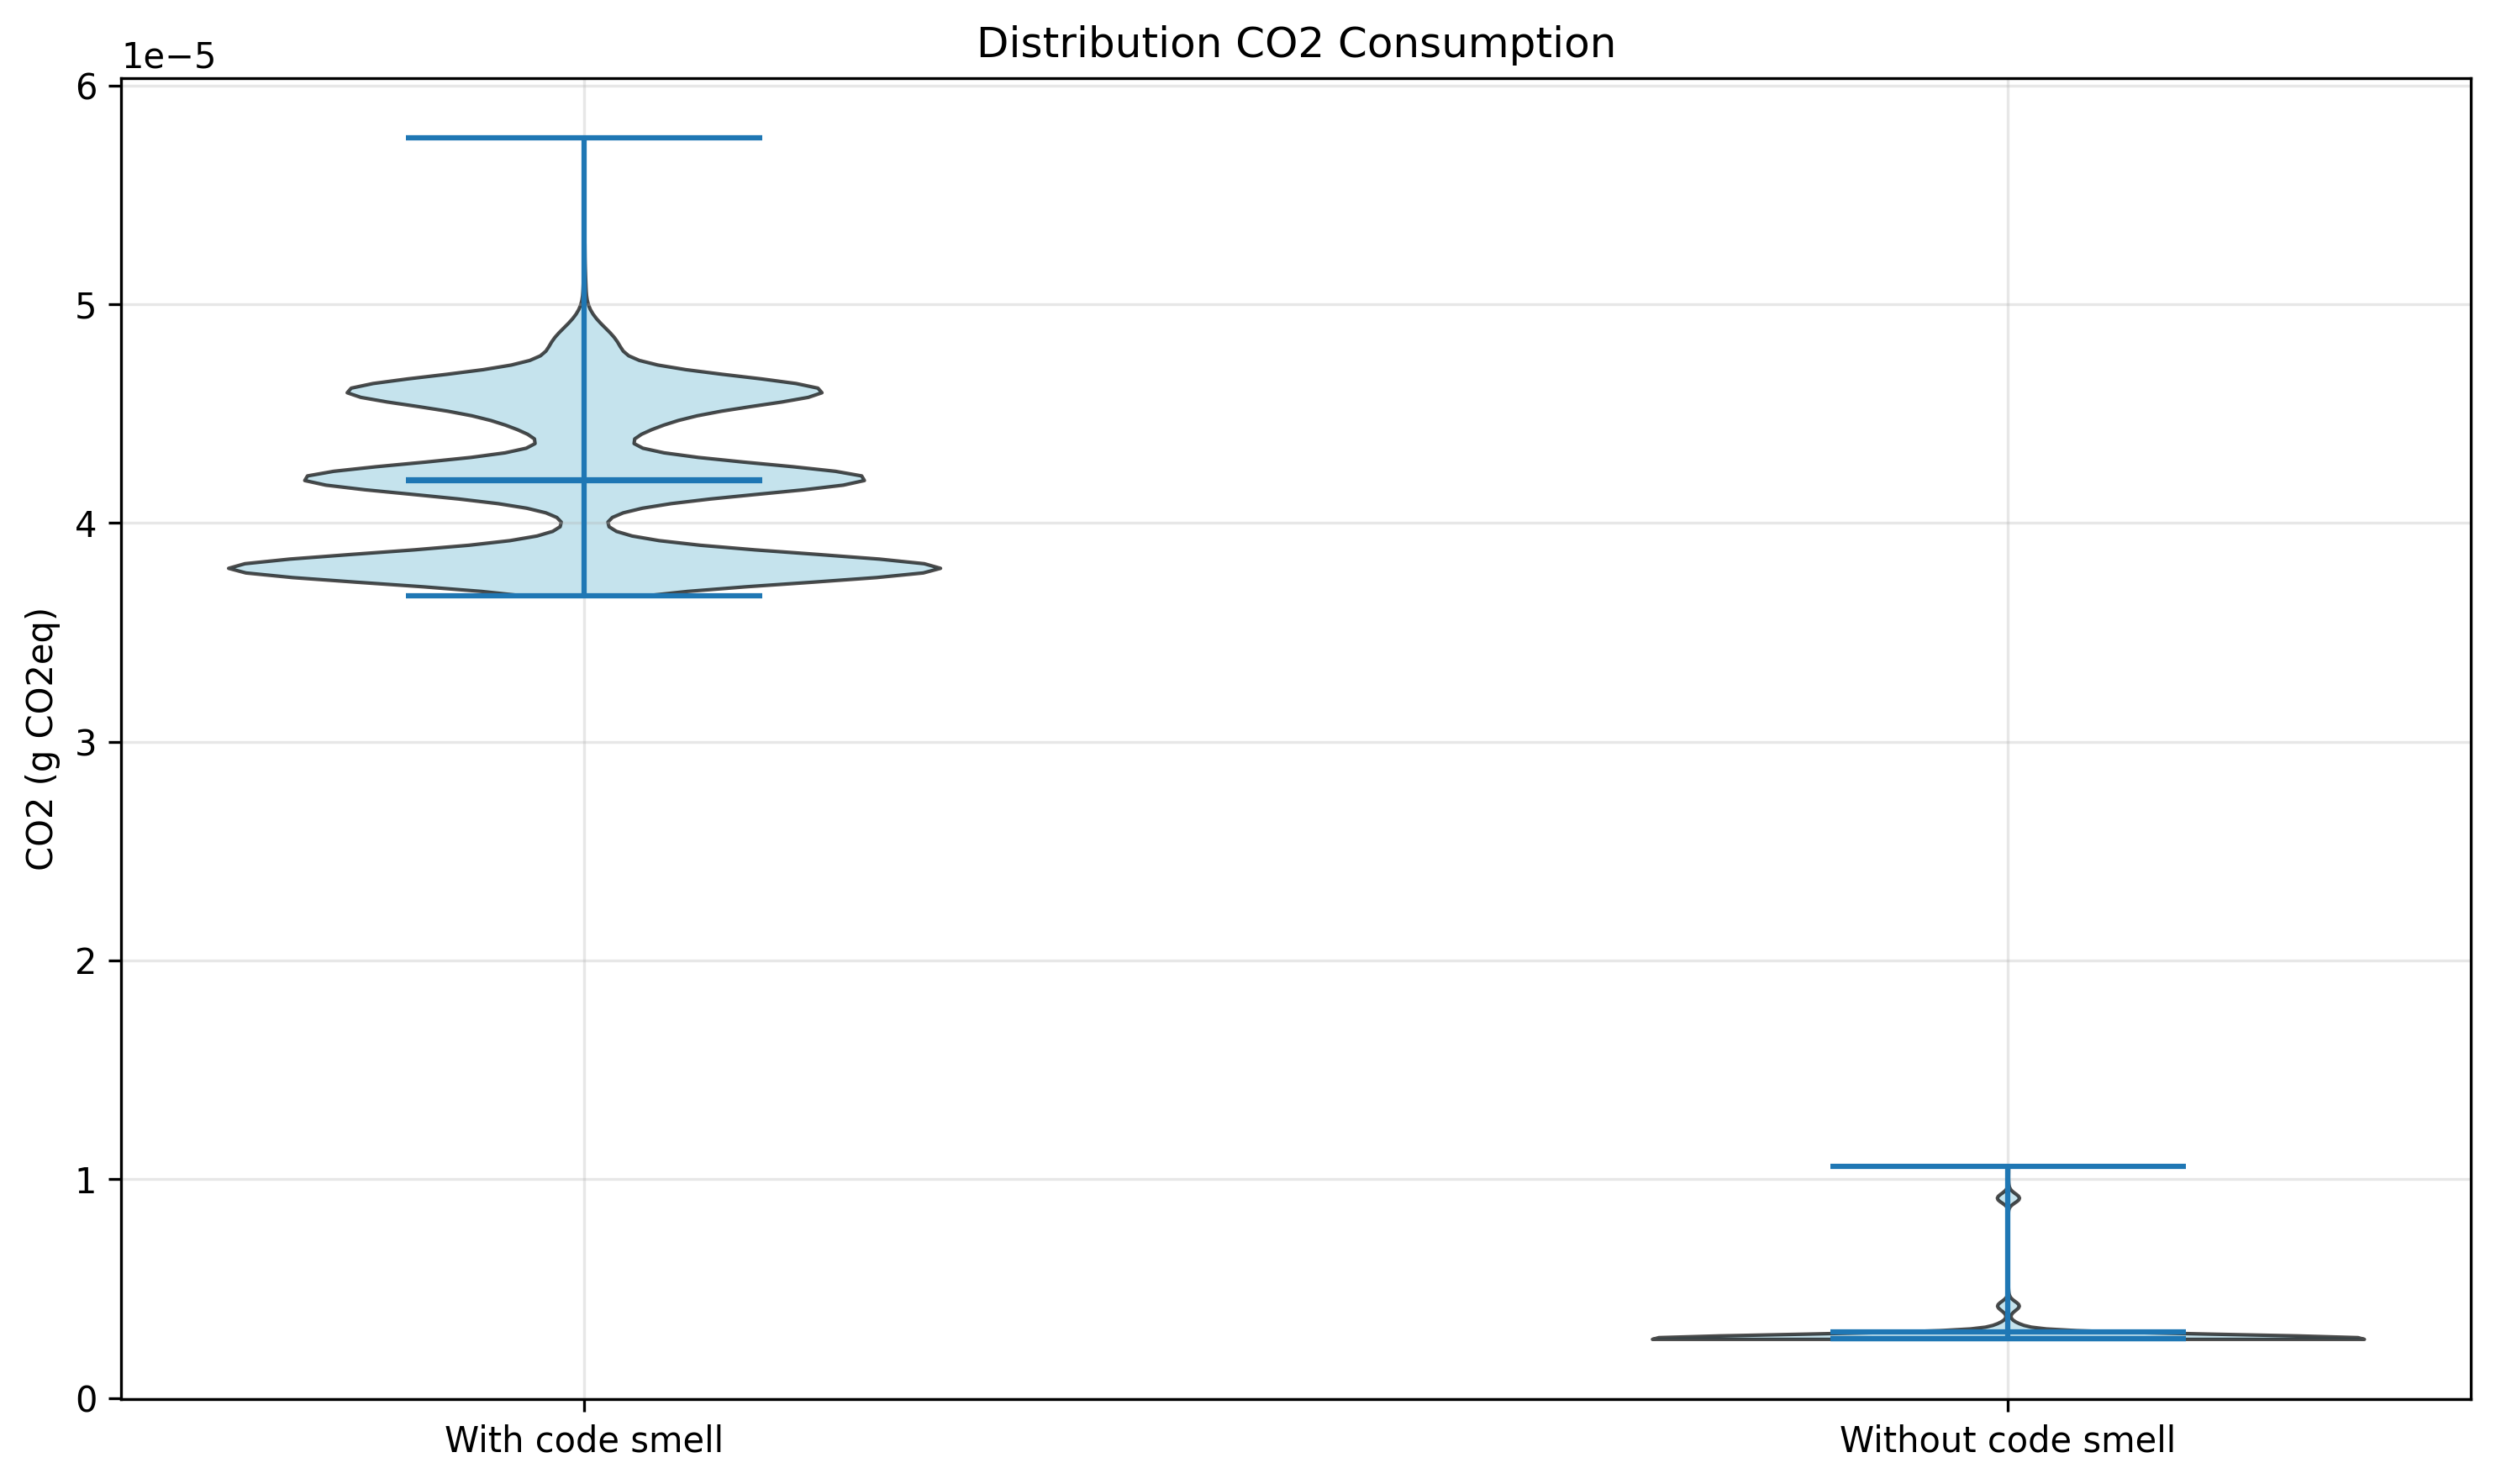 Distribution CO2 Consumption
1e−5
6
5
4
3
2
1
0
CO2 (g CO2eq)
With code smell
Without code smell